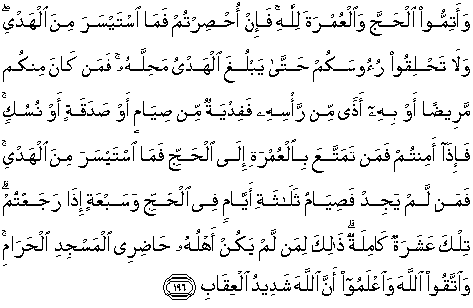 وَأَتِمُّوا۟ ٱلْحَجَّ وَٱلْعُمْرَةَ لِلَّهِ ۚ فَإِنْ أُحْصِرْتُمْ فَمَا ٱسْتَيْسَرَ مِنَ ٱلْهَدْىِ ۖ
وَلَا تَحْلِقُوا۟ رُءُوسَكُمْ حَتَّىٰ يَبْلُغَ ٱلْهَدْىُ مَحِلَّهُۥ ۚ فَمَن كَانَ مِنكُم
مَّرِيضًا أَوْ بِهِۦٓ أَذًى مِّن رَّأْسِهِۦ فَفِدْيَةٌ مِّن صِيَامٍ أَوْ صَدَقَةٍ أَوْ نُسُكٍ ۚ
فَإِذَآ أَمِنتُمْ فَمَن تَمَتَّعَ بِٱلْعُمْرَةِ إِلَى ٱلْحَجِّ فَمَا ٱسْتَيْسَرَ مِنَ ٱلْهَدْىِ ۚ
فَمَن لَّمْ يَجِدْ فَصِيَامُ ثَلَـٰثَةِ أَيَّامٍ فِى ٱلْحَجِّ وَسَبْعَةٍ إِذَا رَجَعْتُمْ ۗ
تِلْكَ عَشَرَةٌ كَامِلَةٌ ۗ ذَٰلِكَ لِمَن لَّمْ يَكُنْ أَهْلُهُۥ حَاضِرِى ٱلْمَسْجِدِ ٱلْحَرَامِ ۚ
وَٱتَّقُوا۟ ٱللَّهَ وَٱعْلَمُوٓا۟ أَنَّ ٱللَّهَ شَدِيدُ ٱلْعِقَابِ ١٩٦